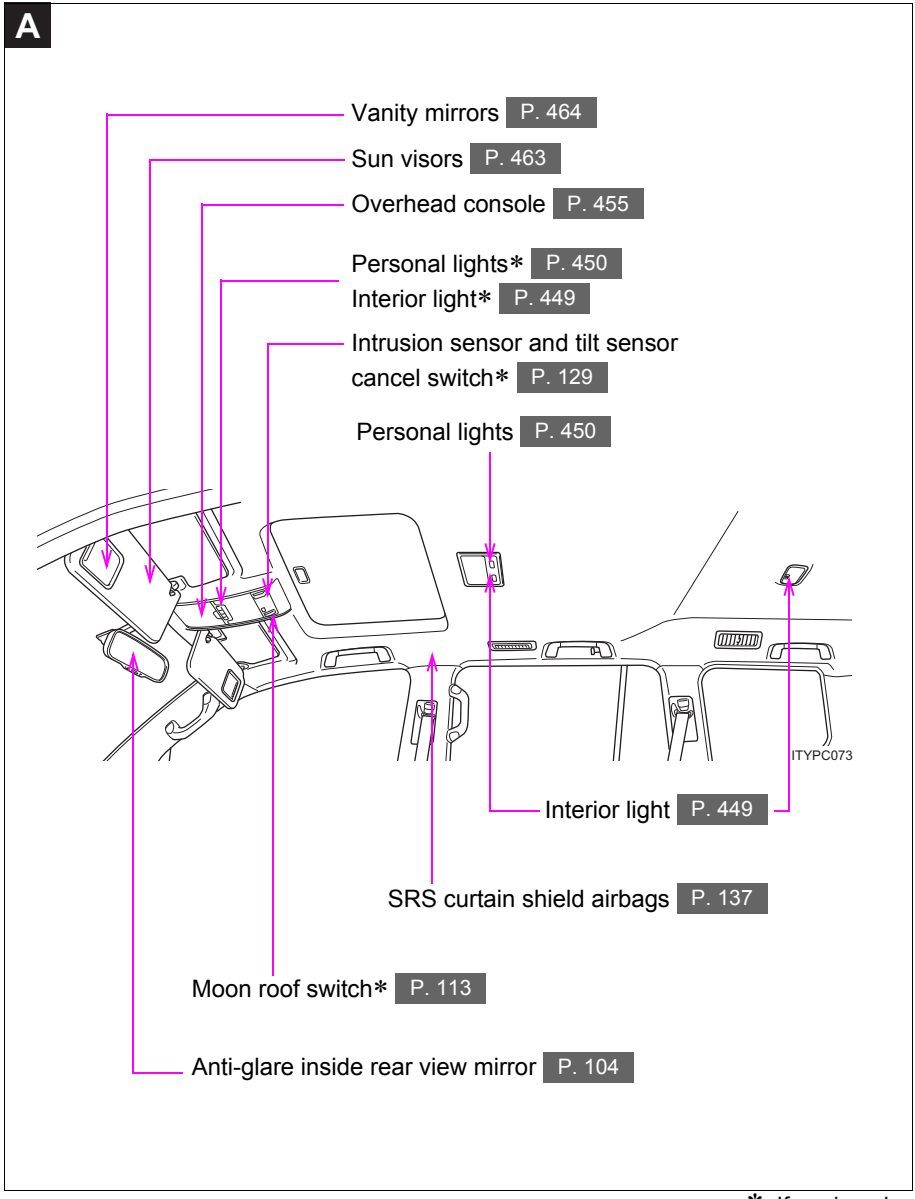 A
Vanity mirrors P. 464
Sun visors P. 463
Overhead console P. 455
Personal lights* P. 450
Interior light* P. 449
Intrusion sensor and tilt sensor
cancel switch* P. 129
Personal lights P. 450
ITYPC073
Interior light P. 449
SRS curtain shield airbags P. 137
Moon roof switch* P. 113
Anti-glare inside rear view mirror P. 104